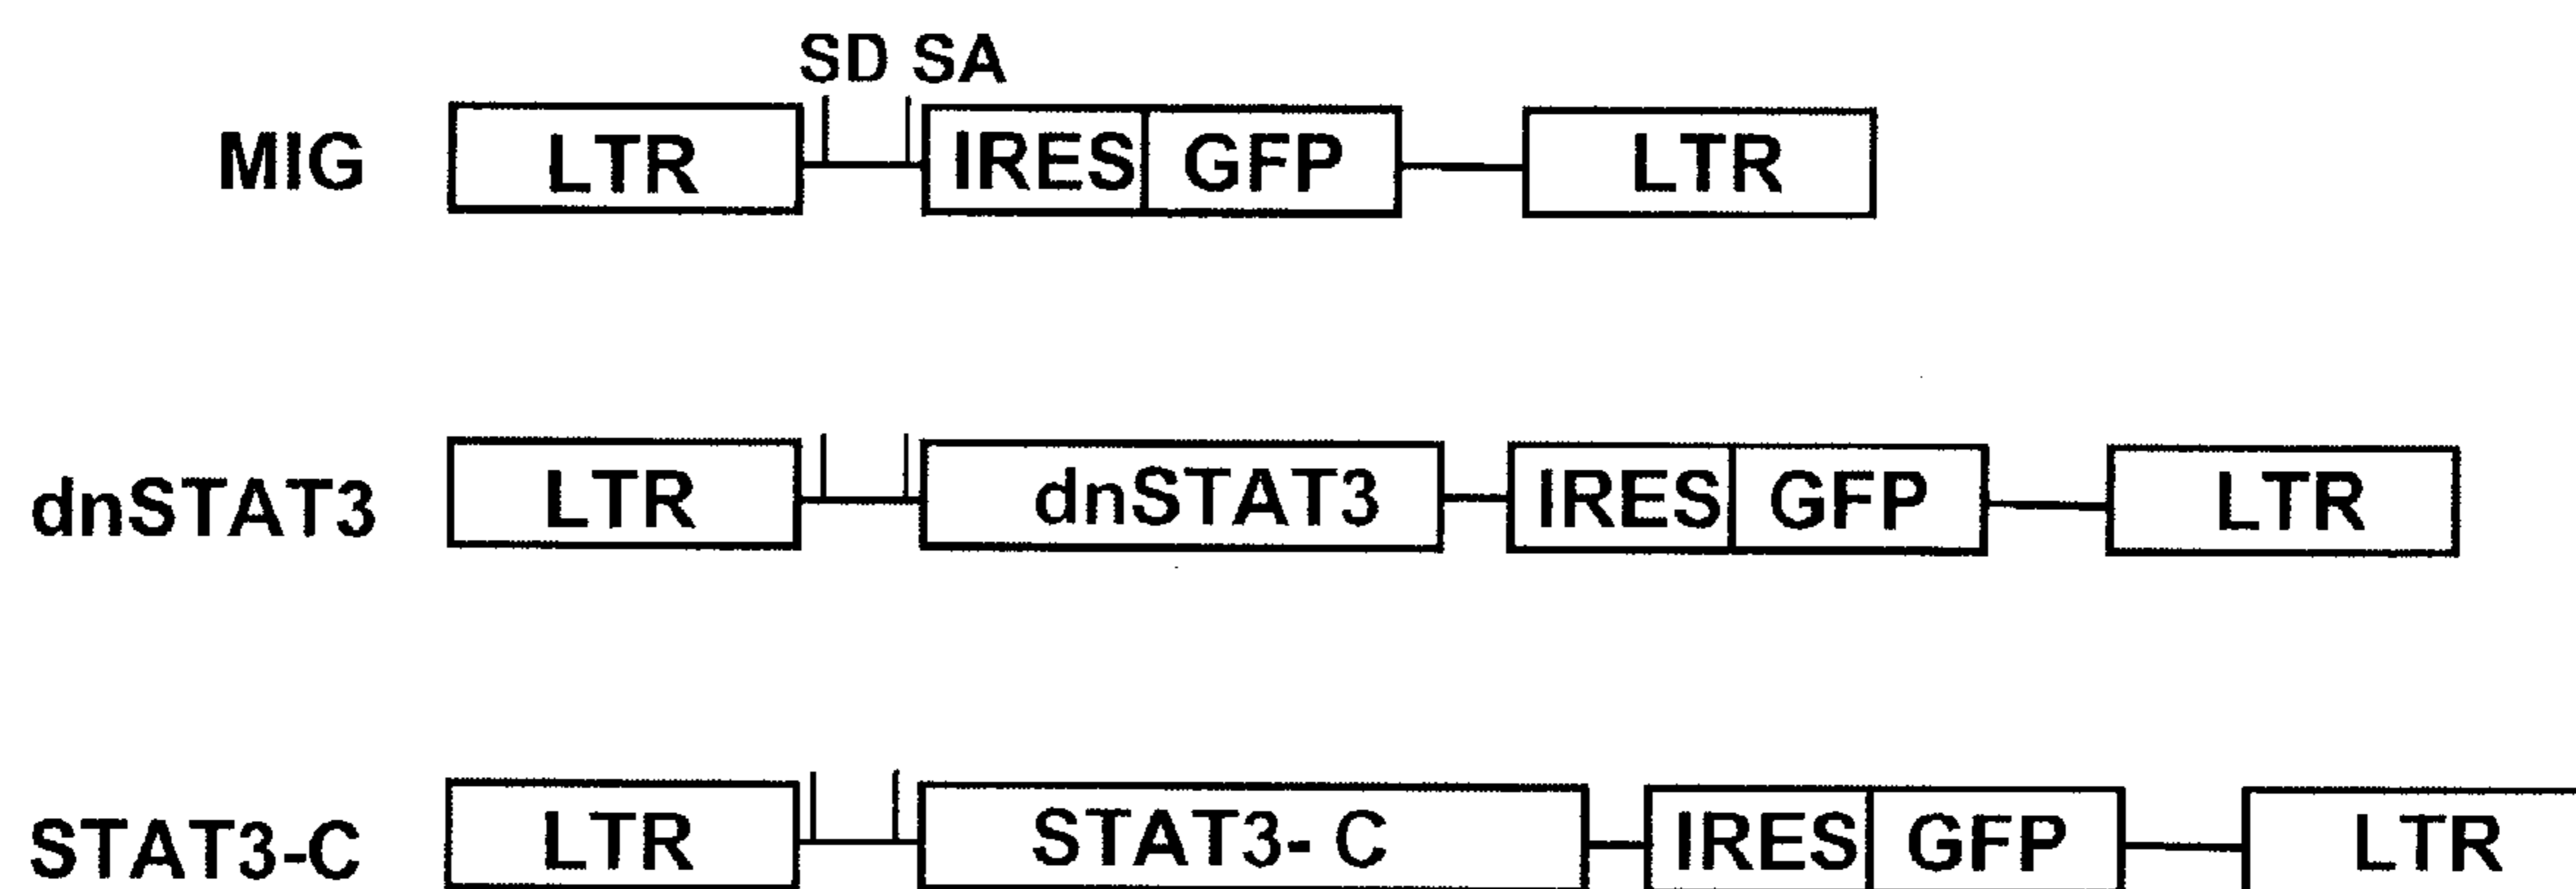 SD SA
MIG LTR IRES GFP LTR
dnSTAT3 LTR dnSTAT3 IRES GFP LTR
STAT3-C LTR STAT3- C IRES GFP LTR